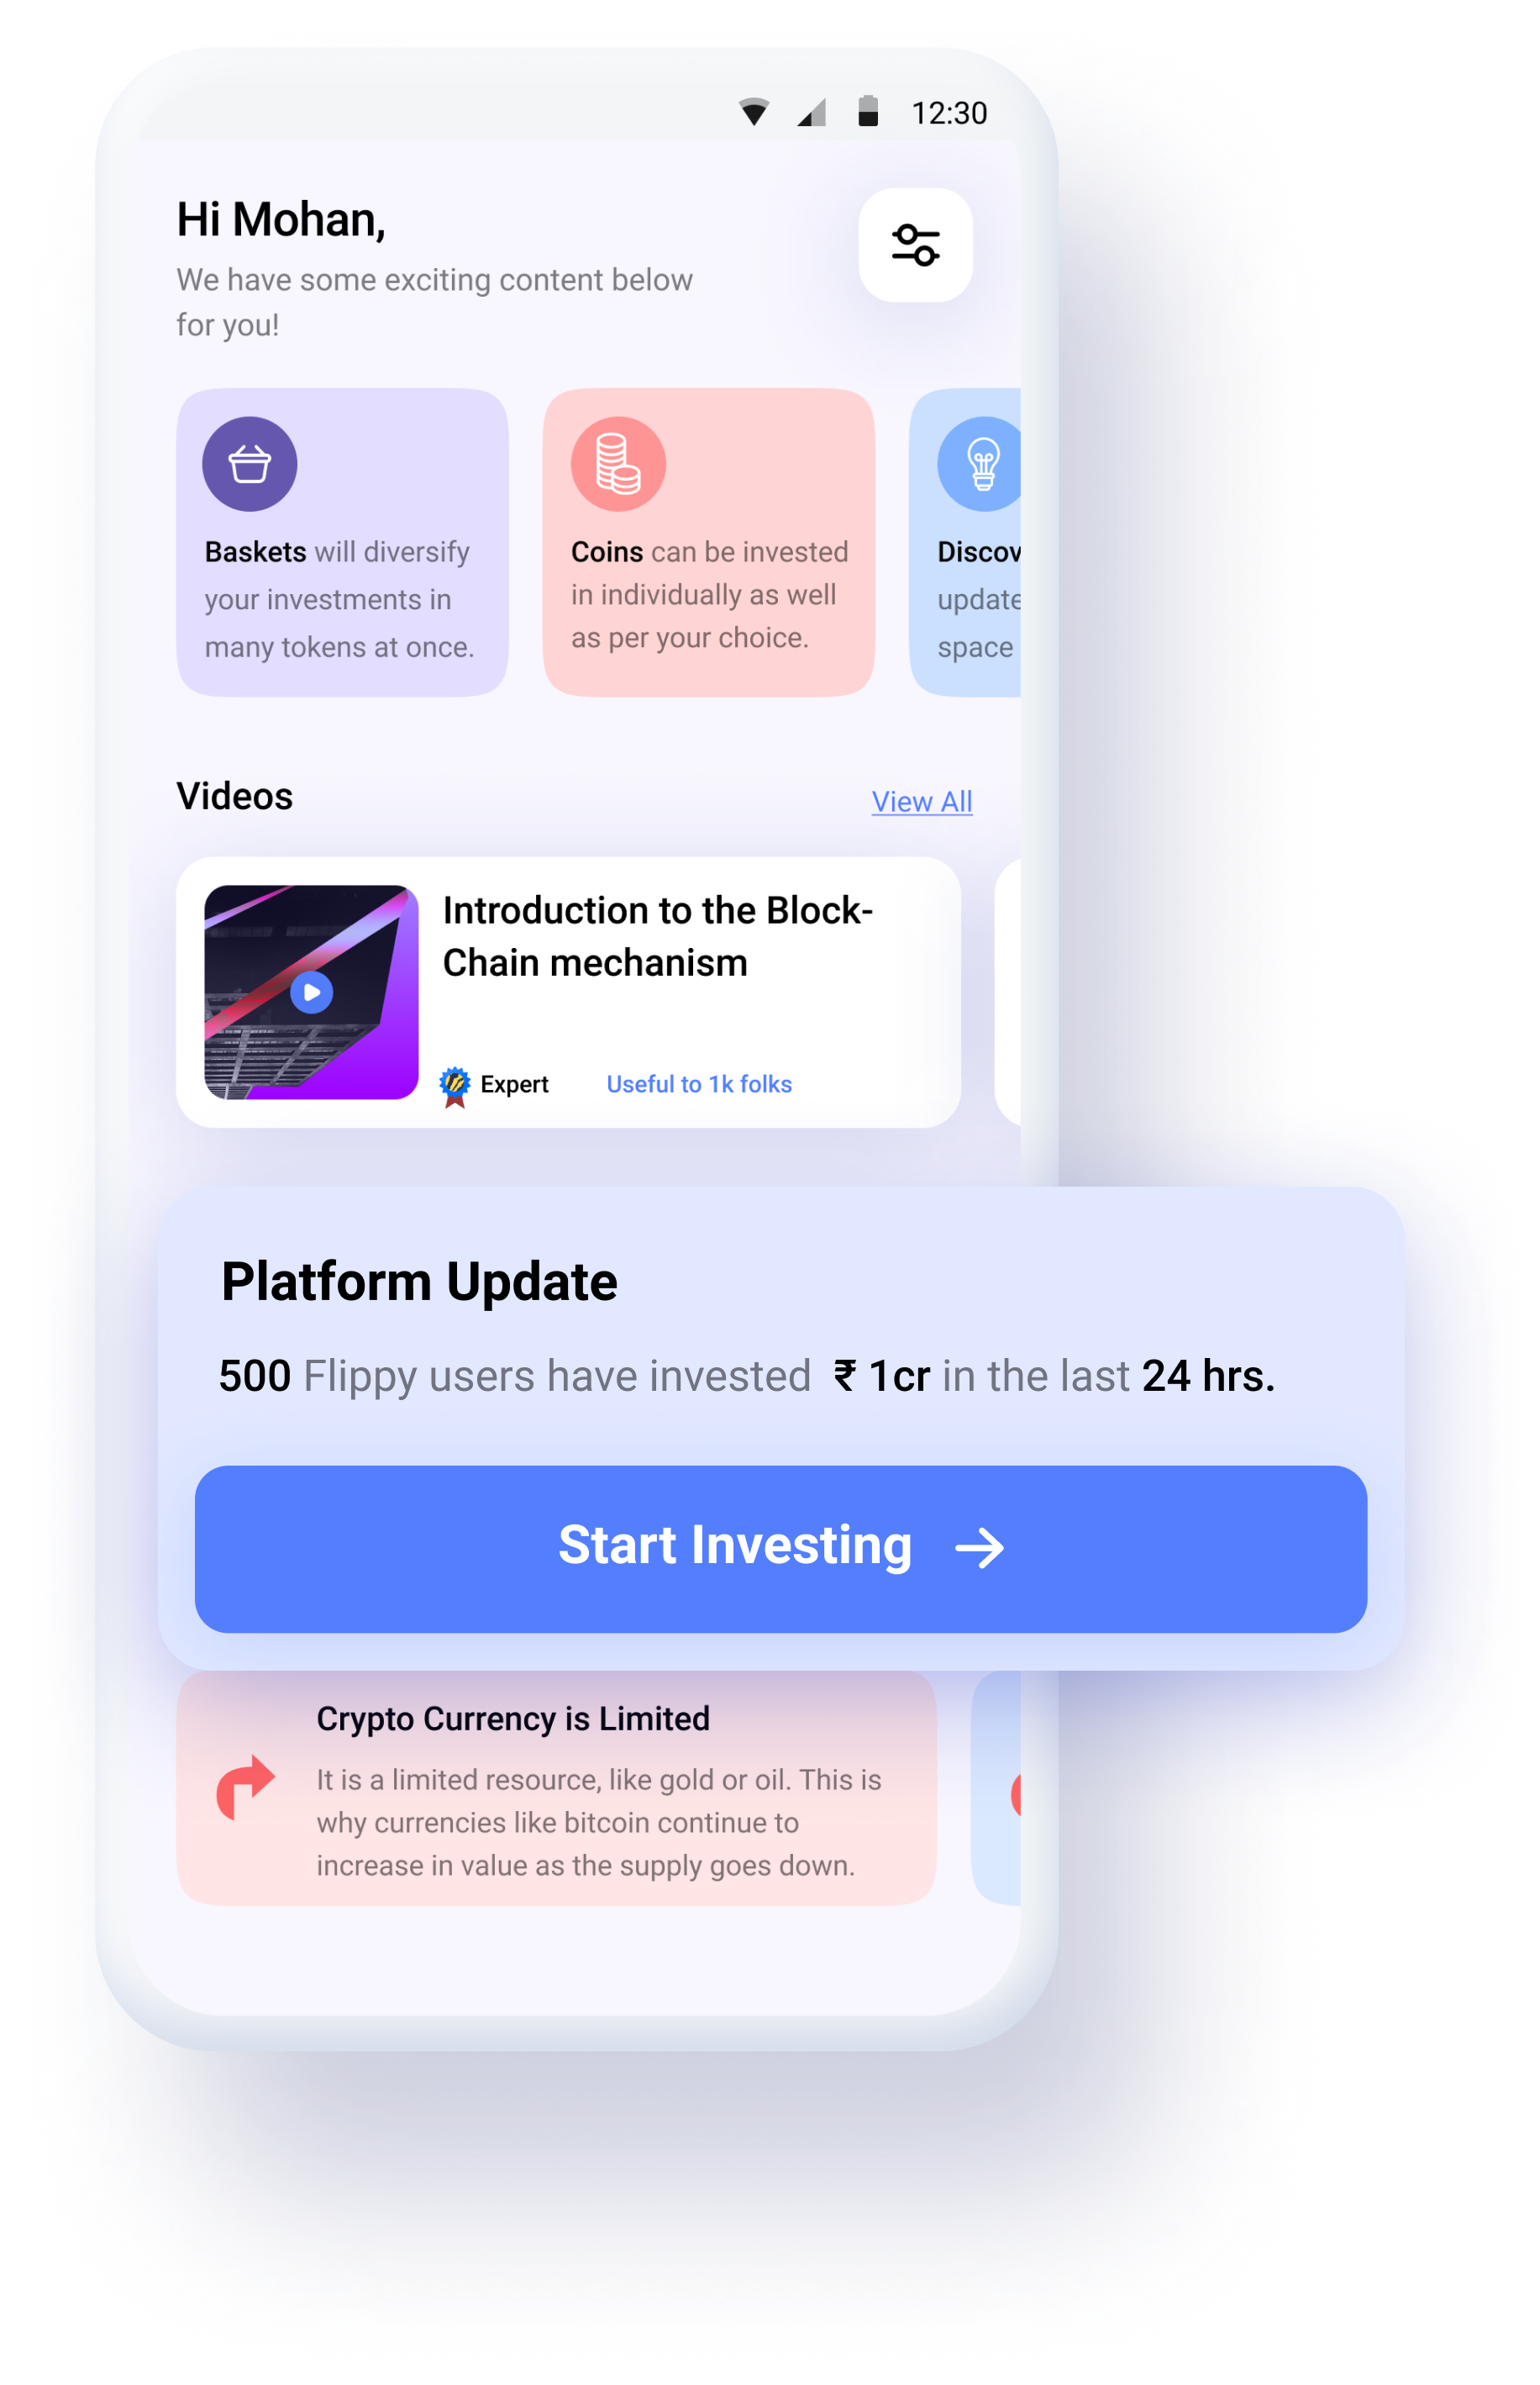 12:30
Hi Mohan,
We have some exciting content below
for you!
Baskets will diversify
your investments in
many tokens at once.
Coins can be invested
in individually as well
as per your choice.
Discov
update
space
Videos
View All
Introduction to the Block-
Chain mechanism
Expert
Useful to 1k folks
Platform Update
500 Flippy users have invested ₹ 1cr in the last 24 hrs.
Start Investing
Crypto Currency is Limited
It is a limited resource, like gold or oil. This is
why currencies like bitcoin continue to
increase in value as the supply goes down.